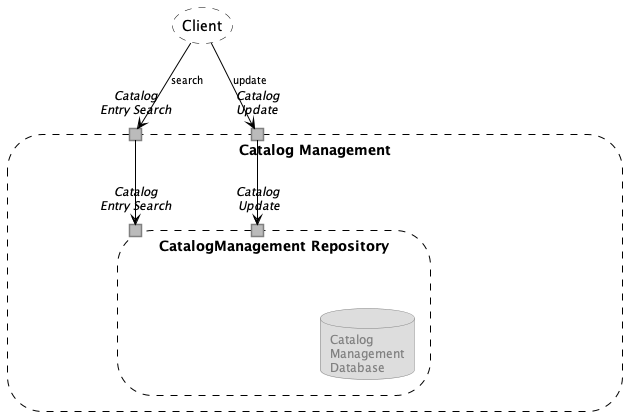 Client
search
update
Catalog
Entry Search
Catalog
Update
Catalog Management
Catalog
Entry Search
Catalog
Update
CatalogManagement Repository
Catalog
Management
Database